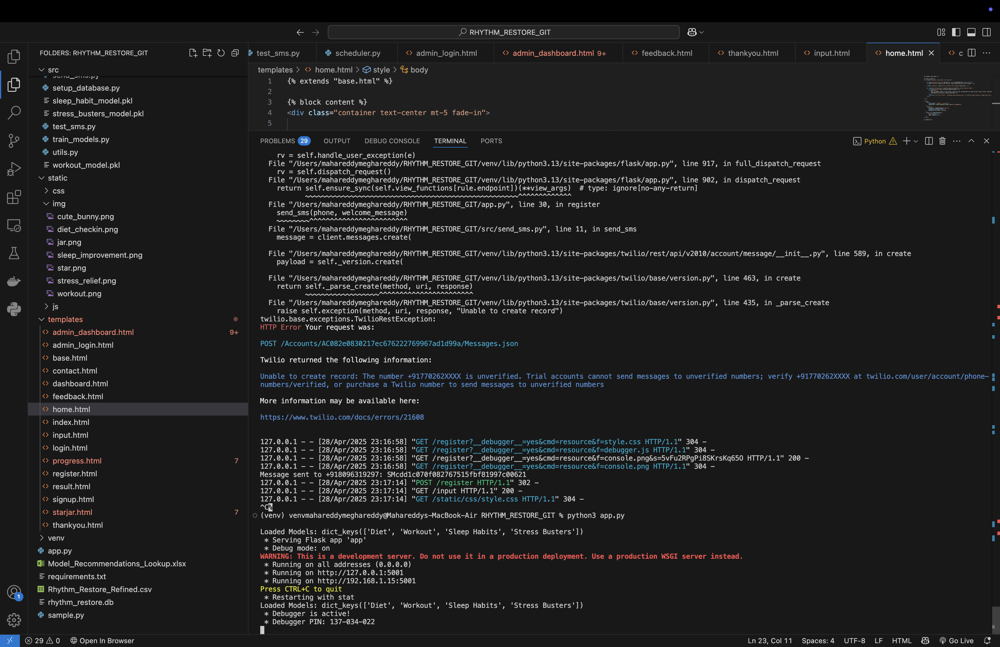 RHYTHM_RESTORE_GIT
FOLDERS: RHYTHM_RESTORE_GIT
src
send_sms.py
setup_database.py
sleep_habit_model.pkl
stress_busters_model.pkl
test_sms.py
train_models.py
utils.py
workout_model.pkl
static
css
img
cute_bunny.png
diet_checkin.png
jar.png
sleep_improvement.png
star.png
stress_relief.png
workout.png
js
templates
admin_dashboard.html 9+
admin_login.html
base.html
contact.html
dashboard.html
feedback.html
home.html
index.html
input.html
login.html
progress.html 7
register.html
result.html
signup.html
starjar.html 7
thankyou.html
venv
app.py
Model_Recommendations_Lookup.xlsx
requirements.txt
Rhythm_Restore_Refined.csv
rhythm_restore.db
sample.py
1
test_sms.py scheduler.py admin_login.html admin_dashboard.html 9+ feedback.html thankyou.html input.html home.html c
templates > home.html > style > body
1 {% extends "base.html" %}
2
3 {% block content %}
4 <div class="container text-center mt-5 fade-in">
5
PROBLEMS 29 OUTPUT DEBUG CONSOLE TERMINAL PORTS
Python
rv = self.handle_user_exception(e)
File "/Users/mahareddymeghareddy/RHYTHM_RESTORE_GIT/venv/lib/python3.13/site-packages/flask/app.py", line 917, in full_dispatch_request
rv = self.dispatch_request()
File "/Users/mahareddymeghareddy/RHYTHM_RESTORE_GIT/venv/lib/python3.13/site-packages/flask/app.py", line 902, in dispatch_request
return self.ensure_sync(self.view_functions[rule.endpoint])(**view_args)  # type: ignore[no-any-return]
~~~~~~~~~~~~~~~~~~~~~~~~~~~~~~~~~~~~~~~~~~~~~~~~~~~~^^^^^^^^^^^^^
File "/Users/mahareddymeghareddy/RHYTHM_RESTORE_GIT/app.py", line 30, in register
send_sms(phone, welcome_message)
~~~~~~~~^^^^^^^^^^^^^^^^^^^^^^^^
File "/Users/mahareddymeghareddy/RHYTHM_RESTORE_GIT/src/send_sms.py", line 11, in send_sms
message = client.messages.create(
File "/Users/mahareddymeghareddy/RHYTHM_RESTORE_GIT/venv/lib/python3.13/site-packages/twilio/rest/api/v2010/account/message/__init__.py", line 589, in create
payload = self._version.create(
File "/Users/mahareddymeghareddy/RHYTHM_RESTORE_GIT/venv/lib/python3.13/site-packages/twilio/base/version.py", line 463, in create
return self._parse_create(method, uri, response)
~~~~~~~~~~~~~~~~~~^^^^^^^^^^^^^^^^^^^^^^^
File "/Users/mahareddymeghareddy/RHYTHM_RESTORE_GIT/venv/lib/python3.13/site-packages/twilio/base/version.py", line 435, in _parse_create
raise self.exception(method, uri, response, "Unable to create record")
twilio.base.exceptions.TwilioRestException:
HTTP Error Your request was:
POST /Accounts/AC082e0830217ec676222769967ad1d99a/Messages.json
Twilio returned the following information:
Unable to create record: The number +91770262XXXX is unverified. Trial accounts cannot send messages to unverified numbers; verify +91770262XXXX at twilio.com/user/account/phone-
numbers/verified, or purchase a Twilio number to send messages to unverified numbers
More information may be available here:
https://www.twilio.com/docs/errors/21608
127.0.0.1 - - [28/Apr/2025 23:16:58] "GET /register?__debugger__=yes&cmd=resource&f=style.css HTTP/1.1" 304 -
127.0.0.1 - - [28/Apr/2025 23:16:58] "GET /register?__debugger__=yes&cmd=resource&f=debugger.js HTTP/1.1" 304 -
127.0.0.1 - - [28/Apr/2025 23:16:58] "GET /register?__debugger__=yes&cmd=resource&f=console.png&s=5vFu2RPgPi8SKrsKq65O HTTP/1.1" 200 -
127.0.0.1 - - [28/Apr/2025 23:16:58] "GET /register?__debugger__=yes&cmd=resource&f=console.png HTTP/1.1" 304 -
Message sent to +918096319297: SMcdd1c070f082767515fbf81997c00621
127.0.0.1 - - [28/Apr/2025 23:17:14] "POST /register HTTP/1.1" 302 -
127.0.0.1 - - [28/Apr/2025 23:17:14] "GET /input HTTP/1.1" 200 -
127.0.0.1 - - [28/Apr/2025 23:17:14] "GET /static/css/style.css HTTP/1.1" 304 -
^C%
(venv) venvmahareddymeghareddy@Mahareddys-MacBook-Air RHYTHM_RESTORE_GIT % python3 app.py
Loaded Models: dict_keys(['Diet', 'Workout', 'Sleep Habits', 'Stress Busters'])
* Serving Flask app 'app'
* Debug mode: on
WARNING: This is a development server. Do not use it in a production deployment. Use a production WSGI server instead.
* Running on all addresses (0.0.0.0)
* Running on http://127.0.0.1:5001
* Running on http://192.168.1.15:5001
Press CTRL+C to quit
* Restarting with stat
Loaded Models: dict_keys(['Diet', 'Workout', 'Sleep Habits', 'Stress Busters'])
* Debugger is active!
* Debugger PIN: 137-034-022
29 0 Open In Browser
Ln 23, Col 11 Spaces: 4 UTF-8 LF HTML Go Live